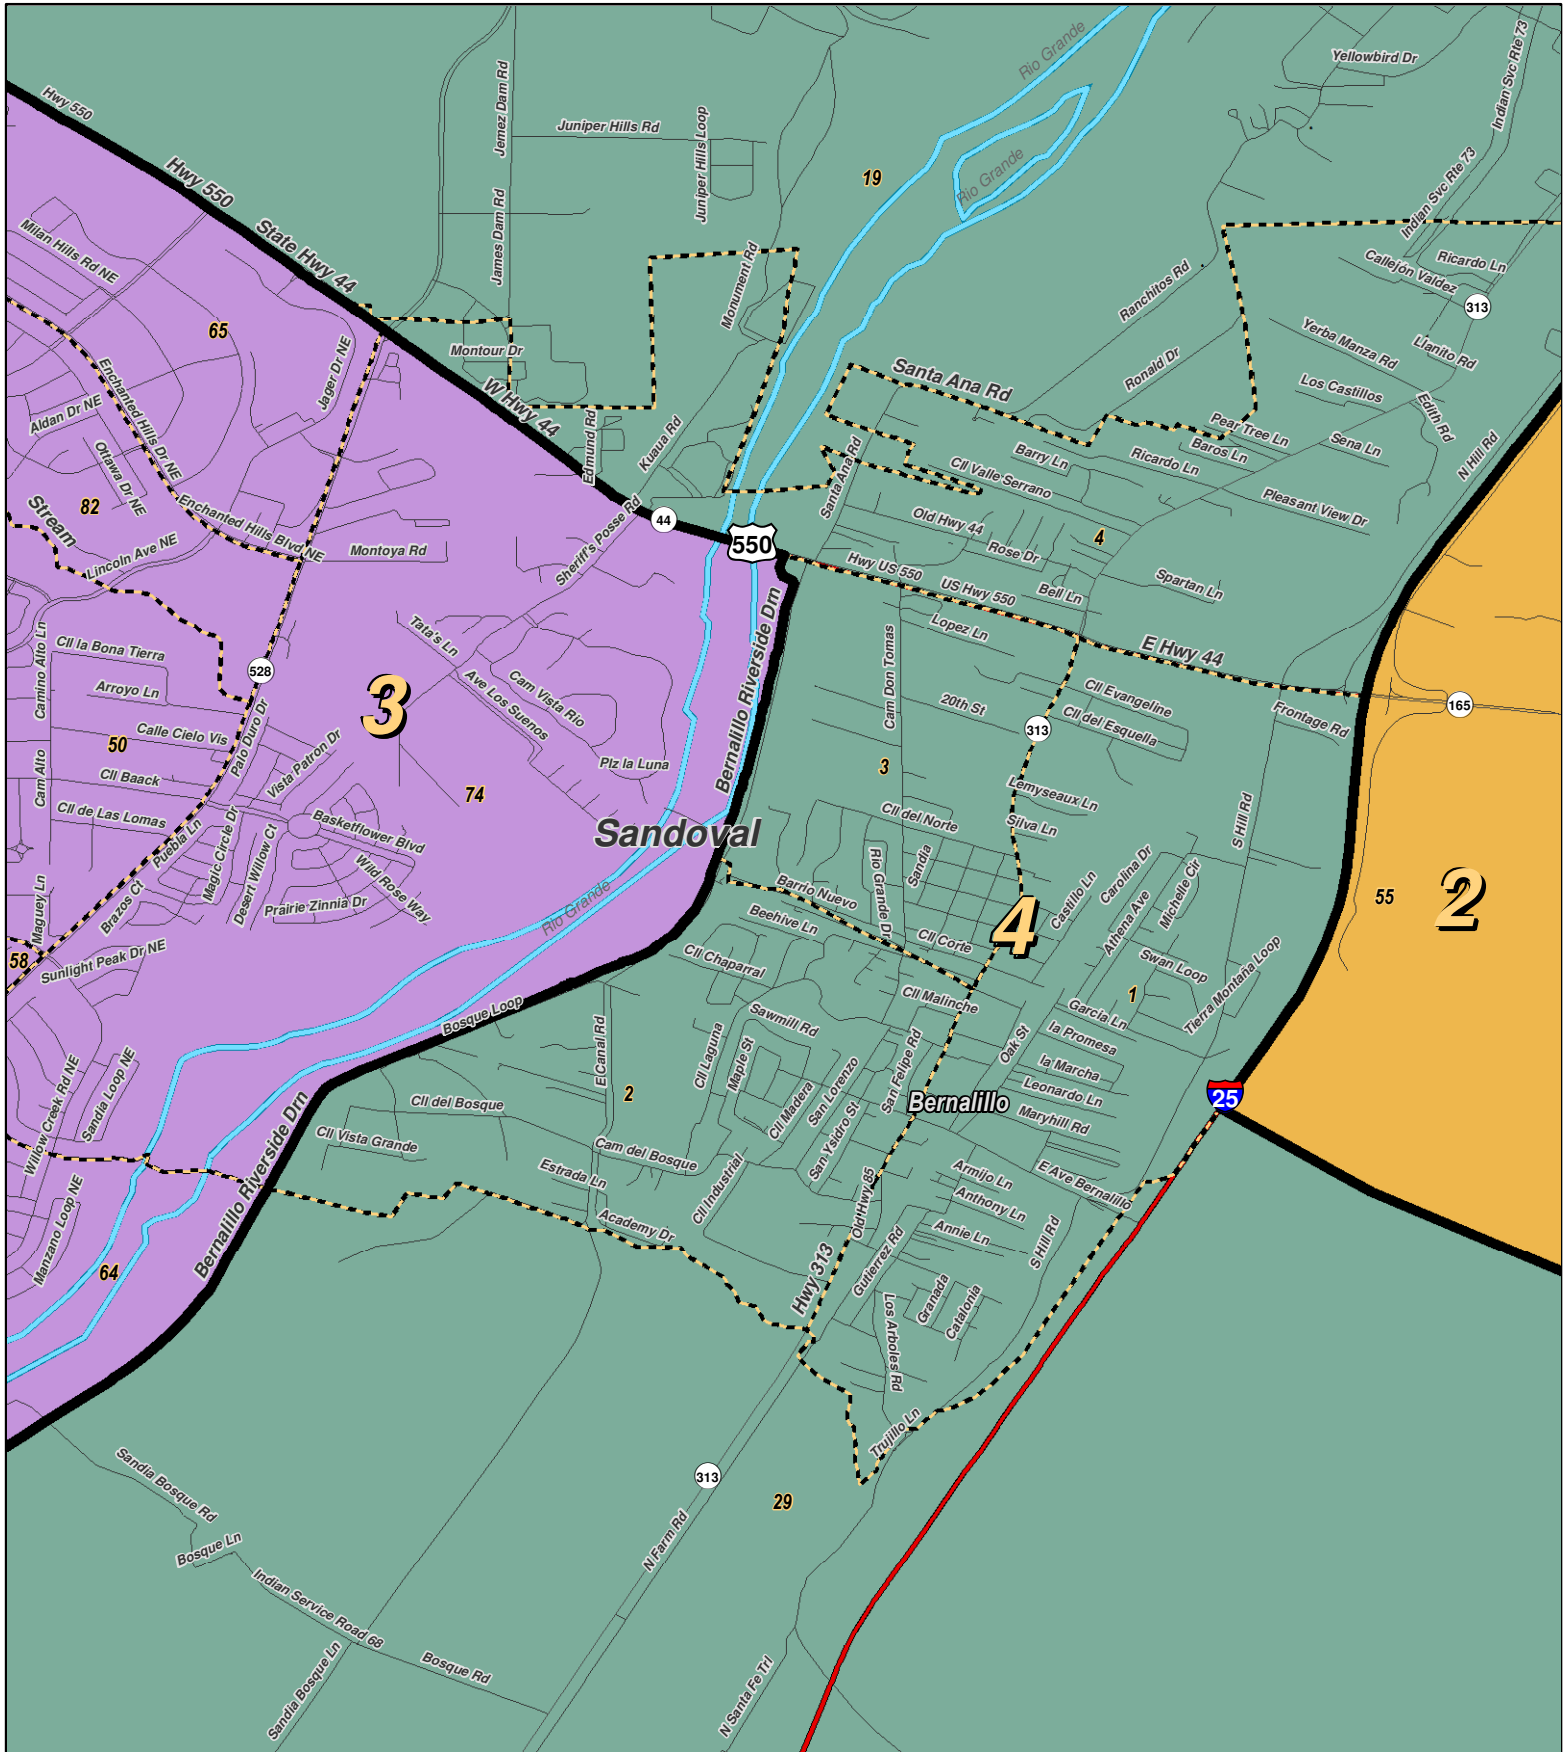 Hwy 550
Rio Grande
Yellowbird Dr
Indian Svc Rte 73
Jemez Dam Rd
Juniper Hills Rd
Juniper Hills Loop
Hwy 550
19
Rio Grande
Indian Svc Rte 73
Milan Hills Rd NE
State Hwy 44
James Dam Rd
Monument Rd
Ranchitos Rd
Callejón Valdez
Ricardo Ln
313
65
Montour Dr
Yerba Manza Rd
Llanito Rd
Enchanted Hills Dr NE
Jager Dr NE
W Hwy 44
Santa Ana Rd
Ronald Dr
Los Castillos
Edith Rd
Aldan Dr NE
Ottawa Dr NE
Edmund Rd
Kuaua Rd
Santa Ana Rd
Barry Ln
Ricardo Ln
Pear Tree Ln
Baros Ln
Sena Ln
N Hill Rd
82
Stream
Cll Valle Serrano
Pleasant View Dr
Enchanted Hills Blvd NE
Montoya Rd
Sheriff's Posse Rd
44
550
Old Hwy 44
Rose Dr
4
Lincoln Ave NE
Hwy US 550
US Hwy 550
Bell Ln
Spartan Ln
Camino Alto Ln
Cll la Bona Tierra
Tata's Ln
Lopez Ln
E Hwy 44
Arroyo Ln
528
3
Ave Los Suenos
Cam Vista Rio
Bernalillo Riverside Drn
Cam Don Tomas
20th St
Cll Evangeline
Cll del Esquella
313
Frontage Rd
165
50
Calle Cielo Vis
Palo Duro Dr
Vista Patron Dr
Plz la Luna
3
Cam Alto
Cll Baack
74
Lemyseaux Ln
Cll de Las Lomas
Puebla Ln
Magic Circle Dr
Desert Willow Ct
Basketflower Blvd
Sandoval
Cll del Norte
Silva Ln
S Hill Rd
Wild Rose Way
Rio Grande Dr
Sandia
Castillo Ln
Carolina Dr
Michelle Cir
Maguey Ln
Brazos Ct
Prairie Zinnia Dr
Rio Grande
Barrio Nuevo
Beehive Ln
Cll Corte
4
Athena Ave
55
2
58
Sunlight Peak Dr NE
Cll Chaparral
Swan Loop
Tierra Montaña Loop
Bosque Loop
Cll Malinche
1
Garcia Ln
Sawmill Rd
la Promesa
E Canal Rd
Cll Laguna
Maple St
San Felipe Rd
Oak St
la Marcha
Willow Creek Rd NE
Sandia Loop NE
Cll del Bosque
2
Cll Madera
San Lorenzo
San Ysidro St
Bernalillo
Leonardo Ln
Maryhill Rd
25
Cll Vista Grande
Cam del Bosque
Manzano Loop NE
Bernalillo Riverside Drn
Estrada Ln
Cll Industrial
Old Hwy 85
Armijo Ln
E Ave Bernalillo
Anthony Ln
Academy Dr
Annie Ln
S Hill Rd
64
Hwy 313
Gutierrez Rd
Granada
Catalonia
Los Arboles Rd
Trujillo Ln
Sandia Bosque Rd
313
29
Bosque Ln
N Farm Rd
Indian Service Road 68
Sandia Bosque Ln
Bosque Rd
N Santa Fe Trl